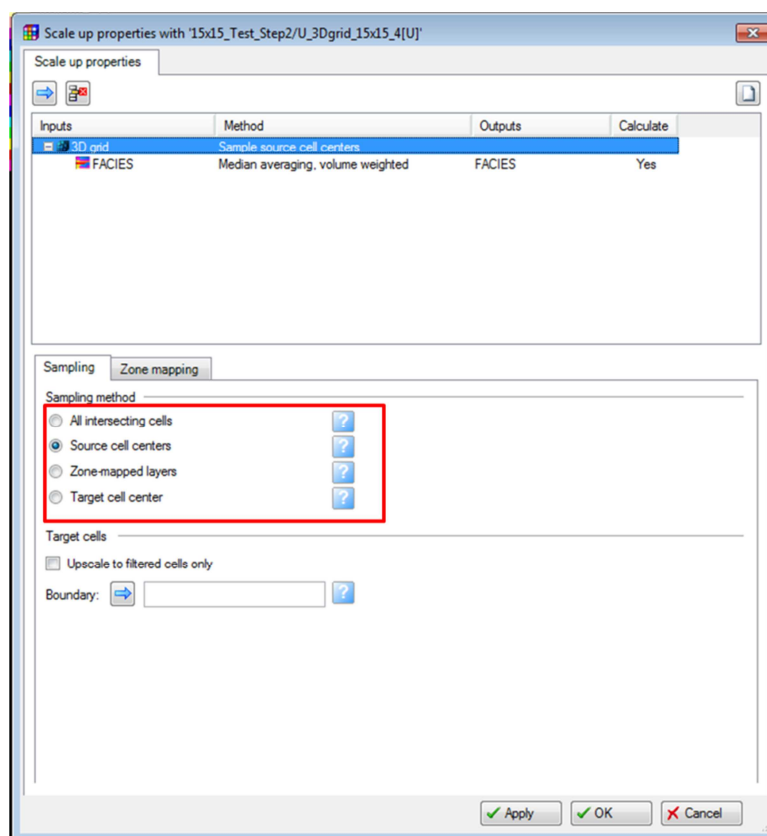 Scale up properties with '15x15_Test_Step2/U_3Dgrid_15x15_4[U]'
Scale up properties
Inputs Method Outputs Calculate
3D grid Sample source cell centers
FACIES Median averaging, volume weighted FACIES Yes
Sampling Zone mapping
Sampling method
All intersecting cells ?
Source cell centers ?
Zone-mapped layers ?
Target cell center ?
Target cells
Upscale to filtered cells only
Boundary: ?
Apply OK Cancel